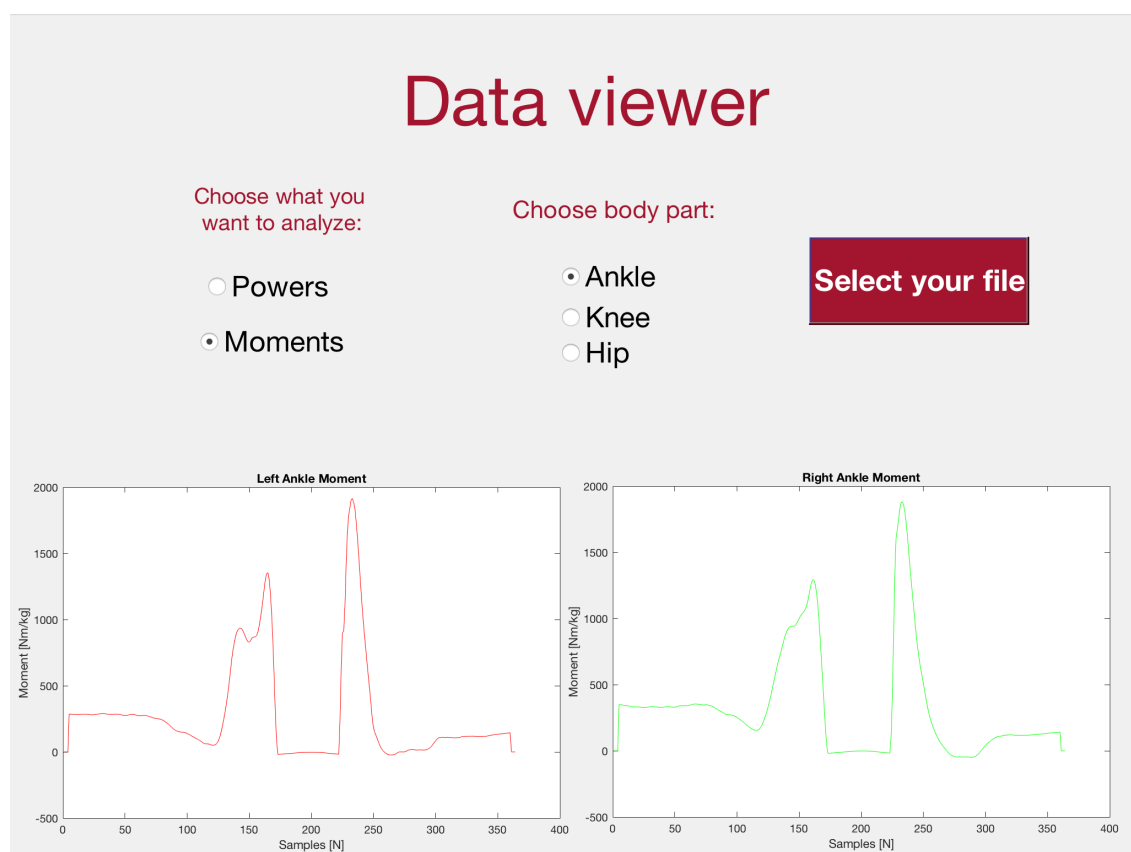 Data viewer
Choose what you
want to analyze:
Powers
Moments
Choose body part:
Ankle
Knee
Hip
Select your file
Left Ankle Moment
2000
1500
1000
500
0
-500
Moment [Nm/kg]
0 50 100 150 200 250 300 350 400
Samples [N]
Right Ankle Moment
2000
1500
1000
500
0
-500
Moment [Nm/kg]
0 50 100 150 200 250 300 350 400
Samples [N]